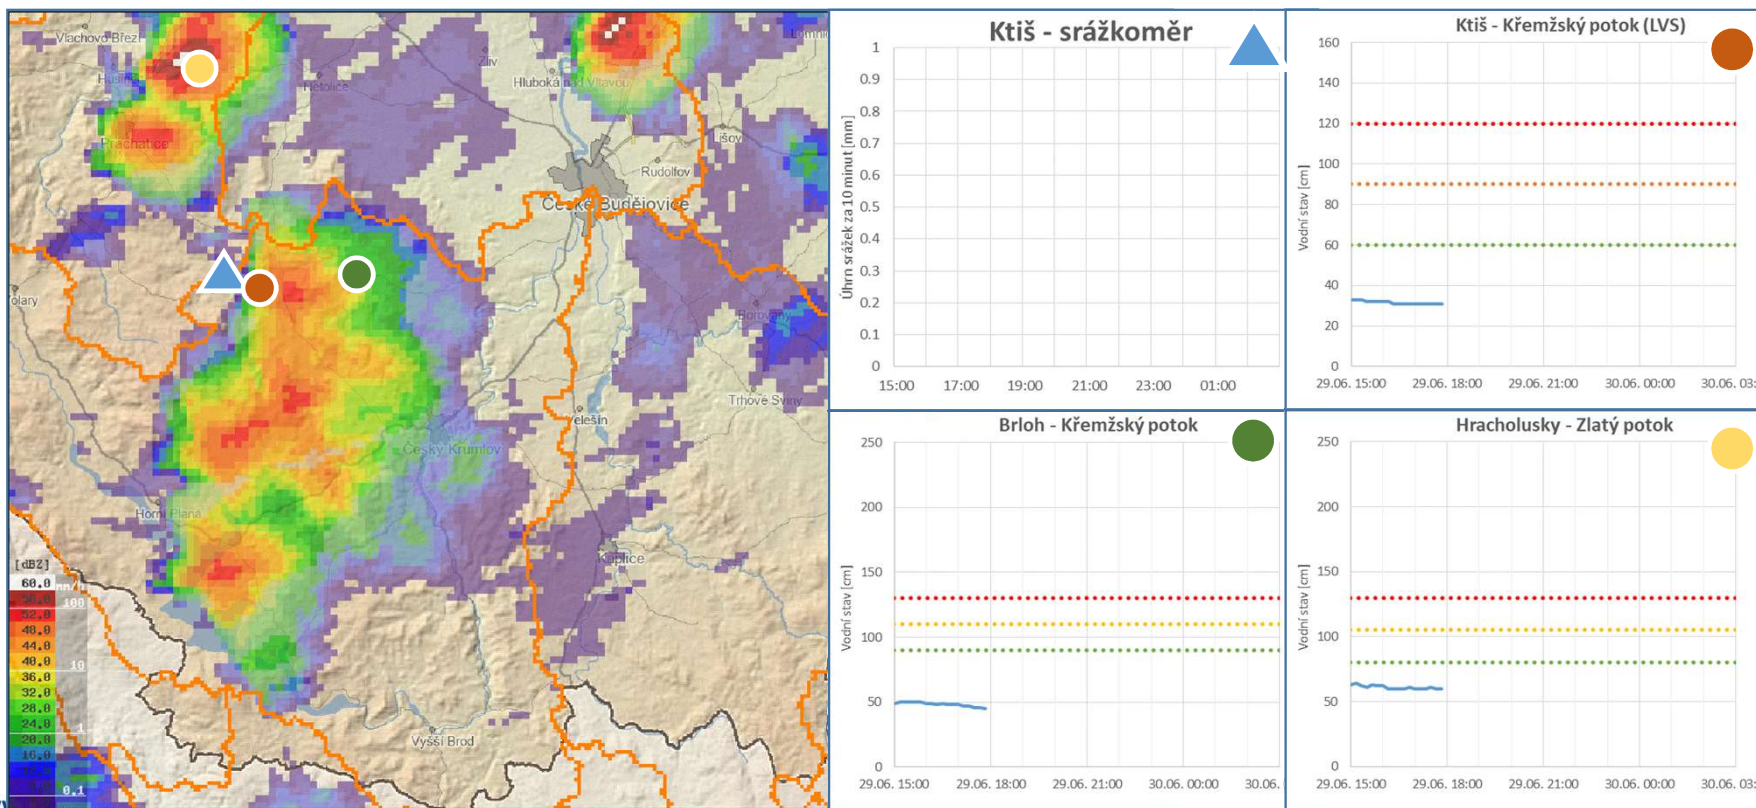 Vlachovo Březí
Husinec
Netolice
Zliv
Hluboká nad Vltavou
Prachatice
Lišov
Rudolfov
České Budějovice
olary
Borovany
Trhové Sviny
Velešín
Český Krumlov
Horní Planá
Kaplice
Vyšší Brod
[dBZ]
60.0
mm/h
56.0
100
52.0
48.0
44.0
40.0
10
36.0
32.0
28.0
1
24.0
20.0
16.0
0.1
Ktiš - srážkoměr
Úhrn srážek za 10 minut [mm]
1
0.9
0.8
0.7
0.6
0.5
0.4
0.3
0.2
0.1
0
15:00 17:00 19:00 21:00 23:00 01:00
Ktiš - Křemžský potok (LVS)
Vodní stav [cm]
160
140
120
100
80
60
40
20
0
29.06. 15:00 29.06. 18:00 29.06. 21:00 30.06. 00:00 30.06. 03:
Brloh - Křemžský potok
Vodní stav [cm]
250
200
150
100
50
0
29.06. 15:00 29.06. 18:00 29.06. 21:00 30.06. 00:00 30.06.
Hracholusky - Zlatý potok
Vodní stav [cm]
250
200
150
100
50
0
29.06. 15:00 29.06. 18:00 29.06. 21:00 30.06. 00:00 30.06. 03: